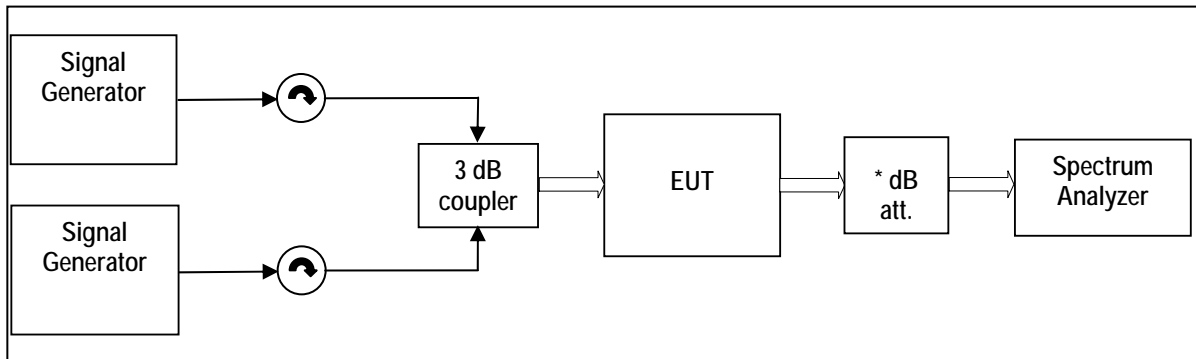 Signal
Generator
3 dB
coupler
EUT
* dB
att.
Spectrum
Analyzer
Signal
Generator